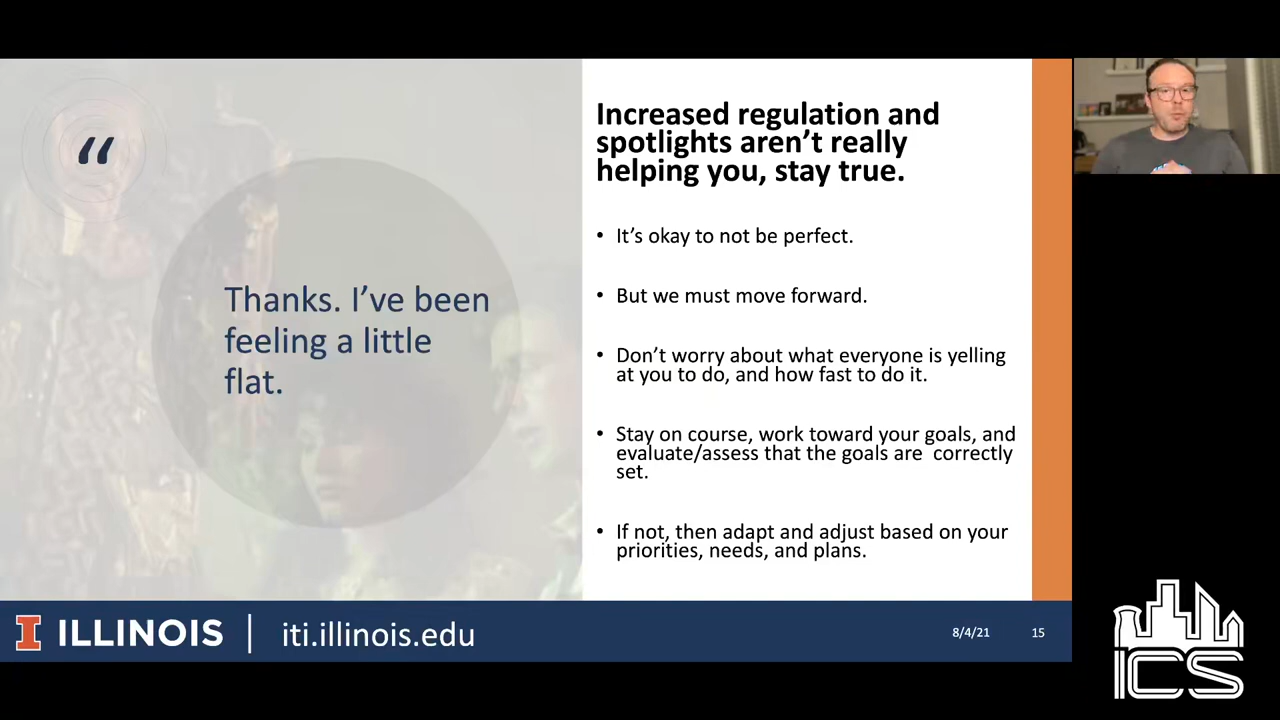 “
Thanks. I’ve been
feeling a little
flat.
Increased regulation and
spotlights aren’t really
helping you, stay true.
• It’s okay to not be perfect.
• But we must move forward.
• Don’t worry about what everyone is yelling
at you to do, and how fast to do it.
• Stay on course, work toward your goals, and
evaluate/assess that the goals are correctly
set.
• If not, then adapt and adjust based on your
priorities, needs, and plans.
I ILLINOIS | iti.illinois.edu
8/4/21 15
ICS